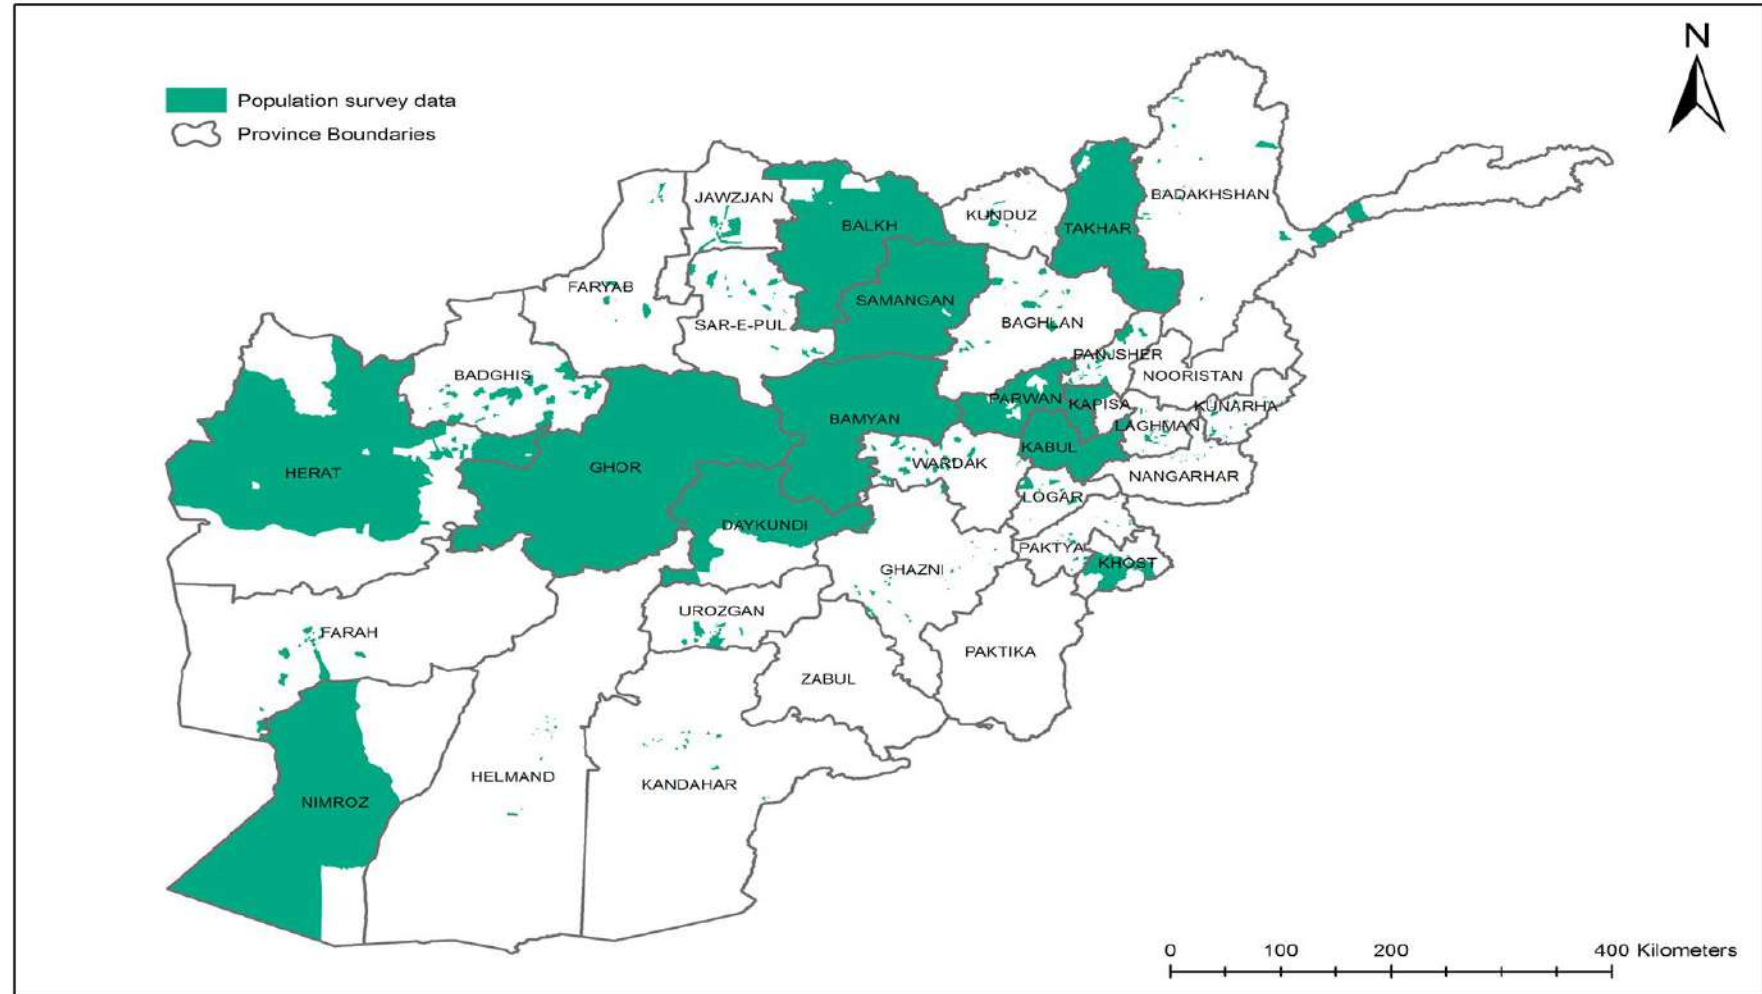 N
Population survey data
Province Boundaries
JAWZJAN
BADAKHSHAN
KUNDUZ
BALKH
TAKHAR
FARYAB
SAMANGAN
SAR-E-PUL
BAGHLAN
PANJSHER
BADGHIS
NOORISTAN
PARWAN
KAPISA
KUNARHA
BAMYAN
LAGHMAN
KABUL
HERAT
GHOR
WARDAK
NANGARHAR
LOGAR
DAYKUNDI
PAKTYA
KHOST
GHAZNI
UROZGAN
FARAH
PAKTIKA
ZABUL
HELMAND
KANDAHAR
NIMROZ
0 100 200 400 Kilometers